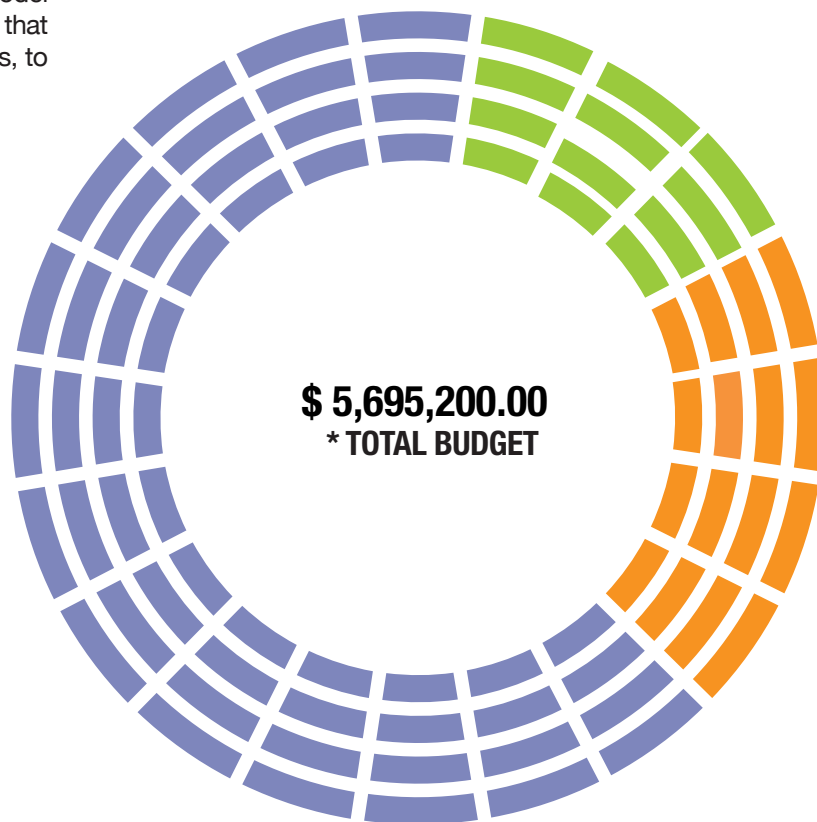 that
s, to
$ 5,695,200.00
* TOTAL BUDGET